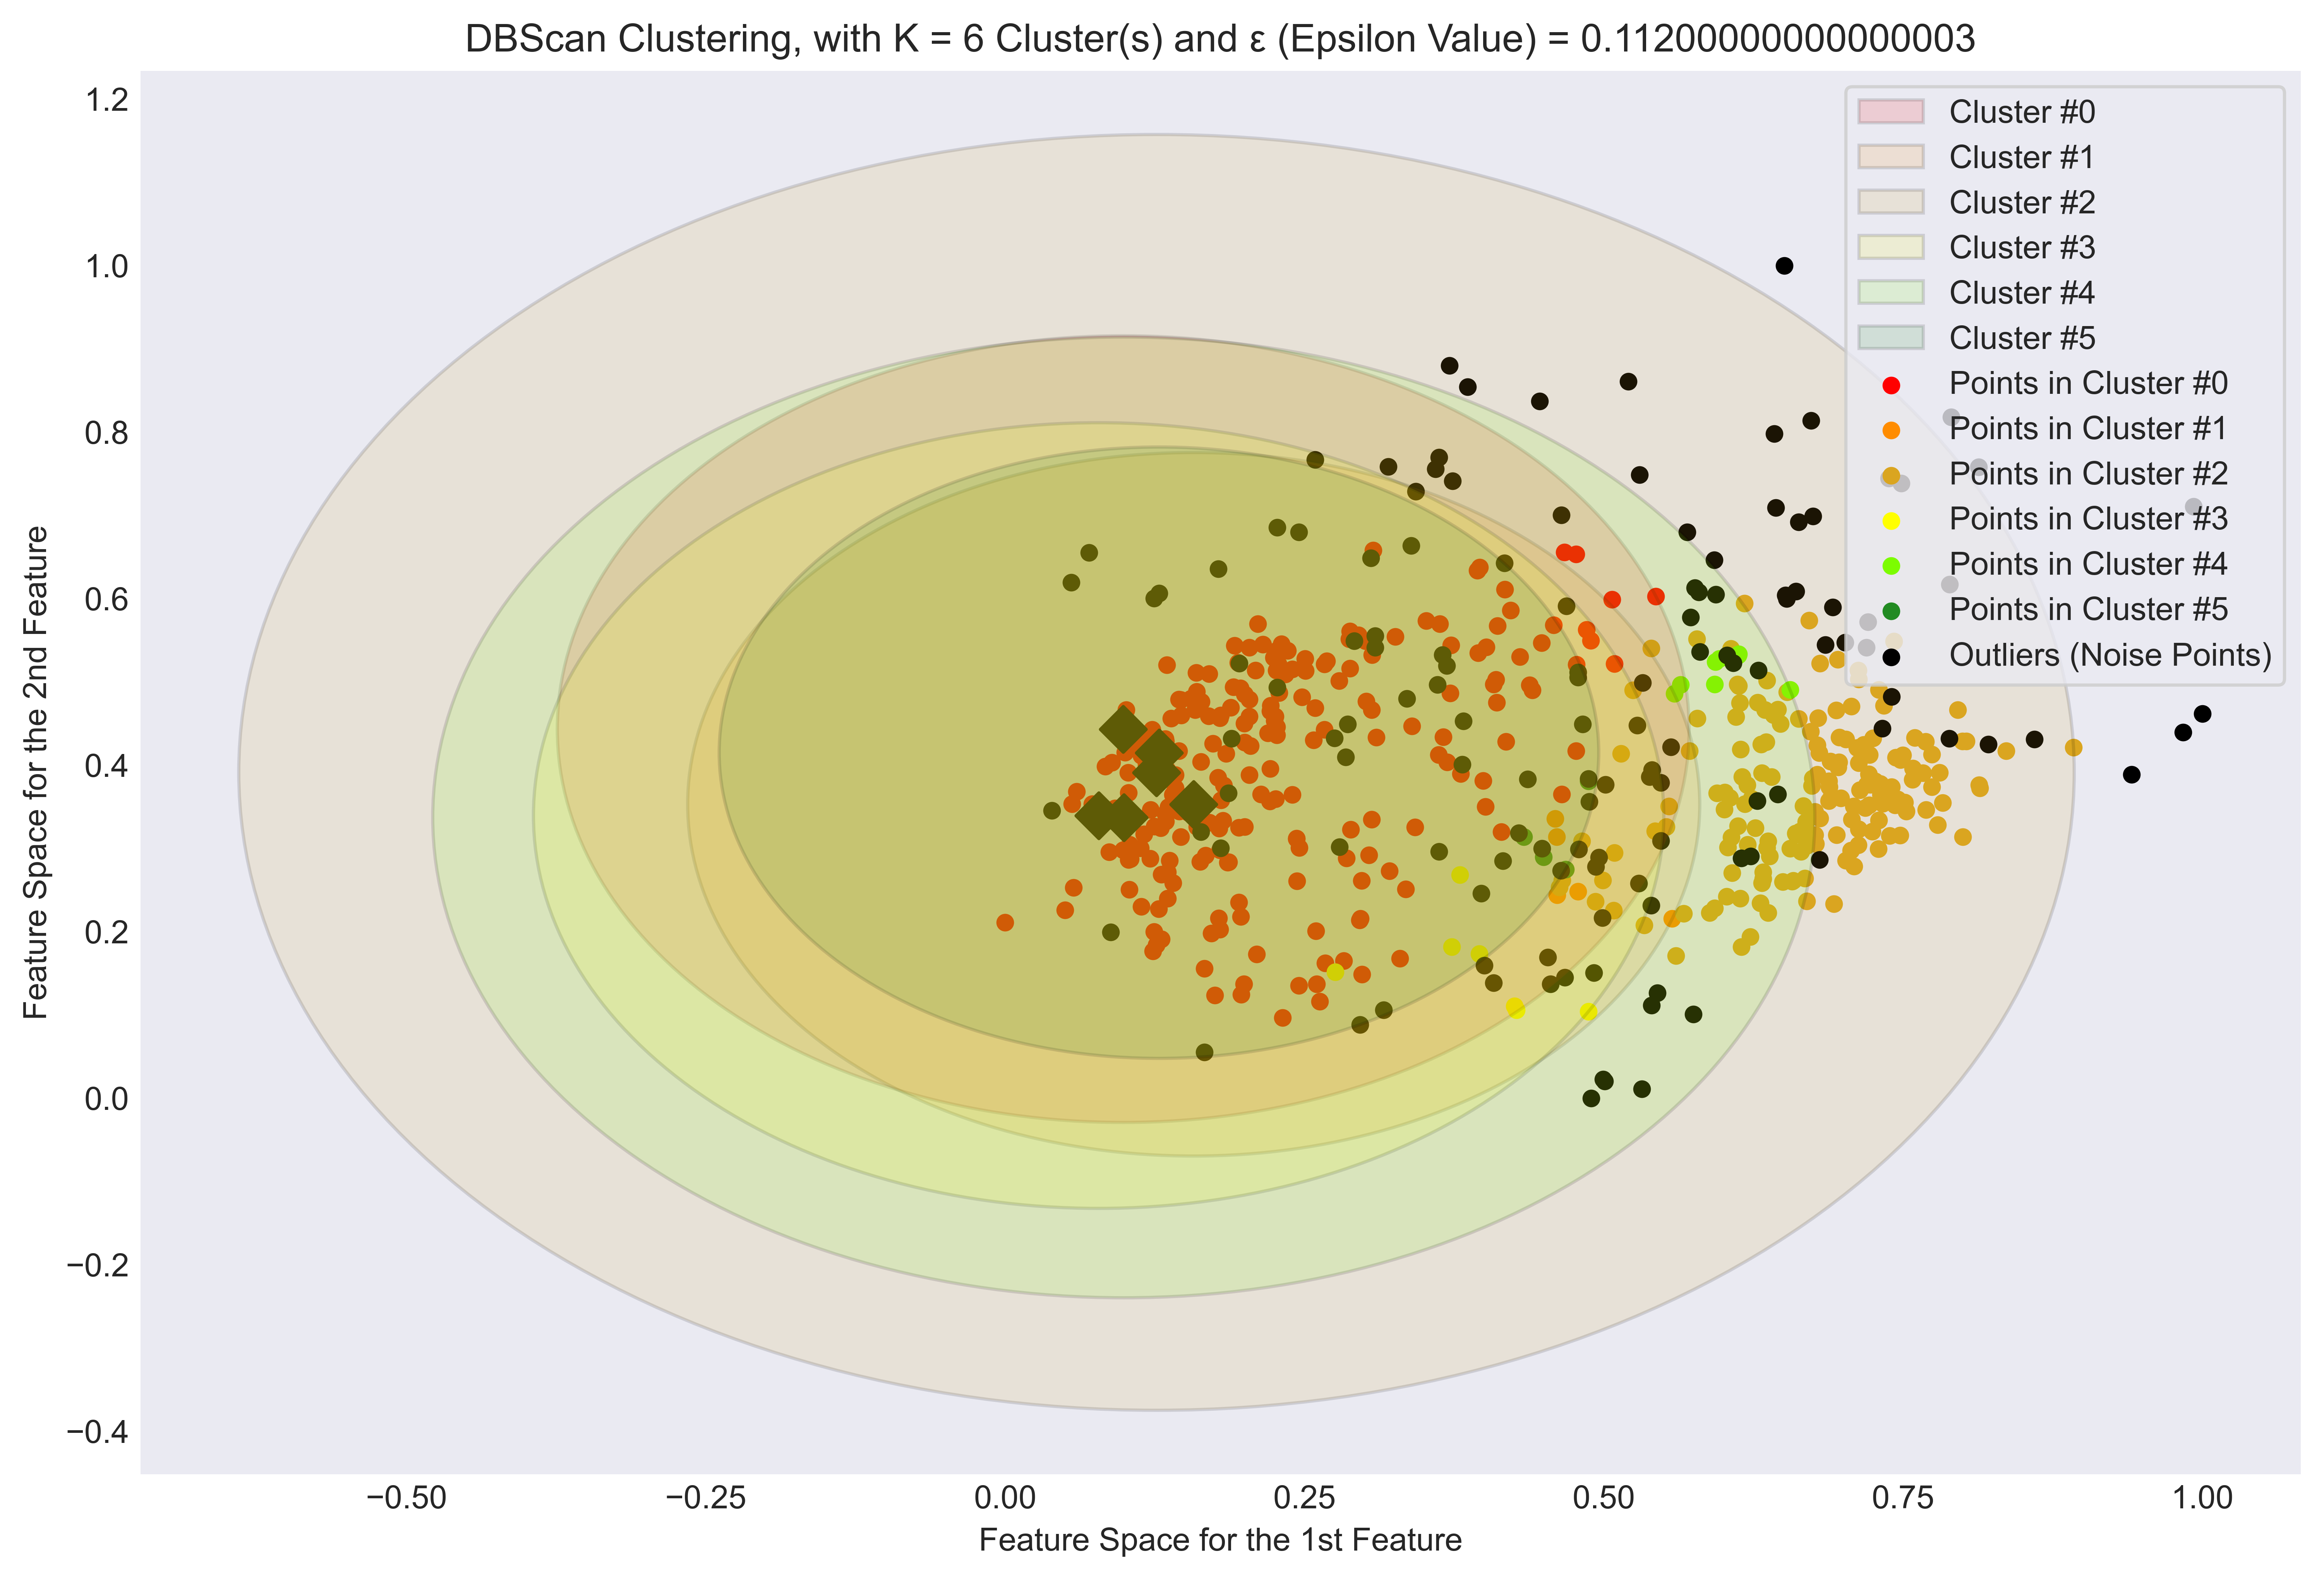 DBScan Clustering, with K = 6 Cluster(s) and ε (Epsilon Value) = 0.11200000000000003
1.2
1.0
0.8
0.6
0.4
0.2
0.0
−0.2
−0.4
Feature Space for the 2nd Feature
Cluster #0
Cluster #1
Cluster #2
Cluster #3
Cluster #4
Cluster #5
Points in Cluster #0
Points in Cluster #1
Points in Cluster #2
Points in Cluster #3
Points in Cluster #4
Points in Cluster #5
Outliers (Noise Points)
−0.50
−0.25
0.00
0.25
0.50
0.75
1.00
Feature Space for the 1st Feature